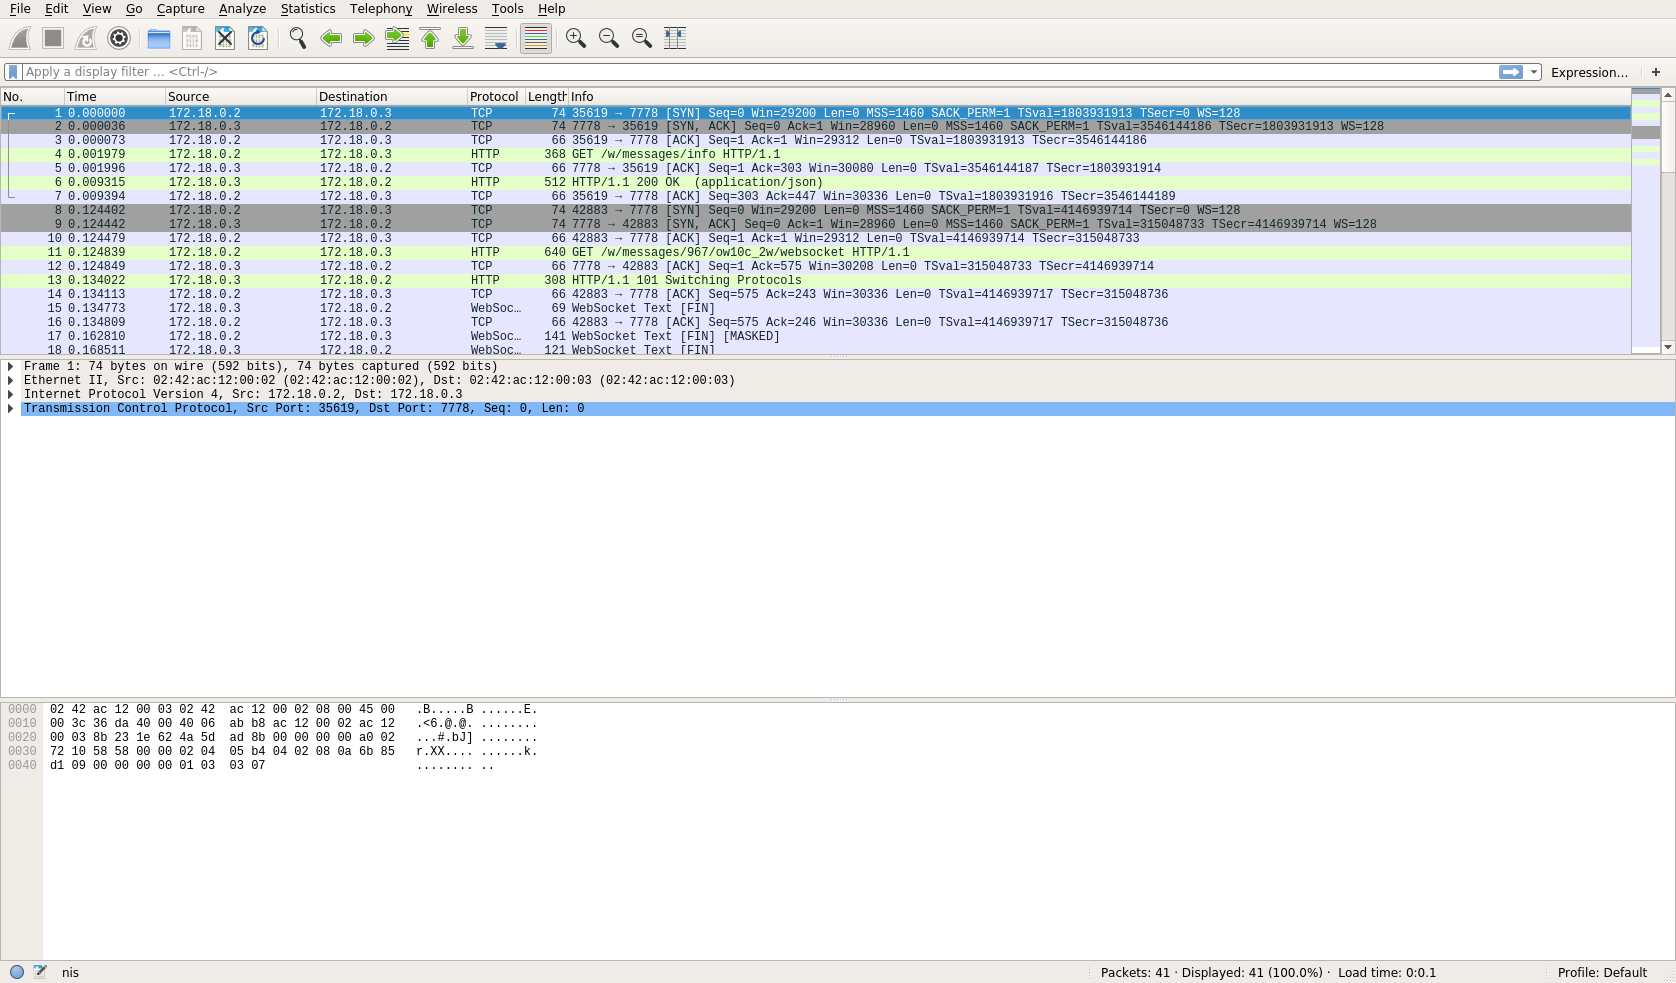 File Edit View Go Capture Analyze Statistics Telephony Wireless Tools Help
Apply a display filter ... <Ctrl-/> Expression... +
No. Time Source Destination Protocol Length Info
1 0.000000 172.18.0.2 172.18.0.3 TCP 74 35619 → 7778 [SYN] Seq=0 Win=29200 Len=0 MSS=1460 SACK_PERM=1 TSval=1803931913 TSecr=0 WS=128
2 0.000036 172.18.0.3 172.18.0.2 TCP 74 7778 → 35619 [SYN, ACK] Seq=0 Ack=1 Win=28960 Len=0 MSS=1460 SACK_PERM=1 TSval=3546144186 TSecr=1803931913 WS=128
3 0.000073 172.18.0.2 172.18.0.3 TCP 66 35619 → 7778 [ACK] Seq=1 Ack=1 Win=29312 Len=0 TSval=1803931913 TSecr=3546144186
4 0.001979 172.18.0.2 172.18.0.3 HTTP 368 GET /w/messages/info HTTP/1.1
5 0.001996 172.18.0.3 172.18.0.2 TCP 66 7778 → 35619 [ACK] Seq=1 Ack=303 Win=30080 Len=0 TSval=3546144187 TSecr=1803931914
6 0.009315 172.18.0.3 172.18.0.2 HTTP 512 HTTP/1.1 200 OK (application/json)
7 0.009394 172.18.0.2 172.18.0.3 TCP 66 35619 → 7778 [ACK] Seq=303 Ack=447 Win=30336 Len=0 TSval=1803931916 TSecr=3546144189
8 0.124402 172.18.0.2 172.18.0.3 TCP 74 42883 → 7778 [SYN] Seq=0 Win=29200 Len=0 MSS=1460 SACK_PERM=1 TSval=4146939714 TSecr=0 WS=128
9 0.124442 172.18.0.3 172.18.0.2 TCP 74 7778 → 42883 [SYN, ACK] Seq=0 Ack=1 Win=28960 Len=0 MSS=1460 SACK_PERM=1 TSval=315048733 TSecr=4146939714 WS=128
10 0.124479 172.18.0.2 172.18.0.3 TCP 66 42883 → 7778 [ACK] Seq=1 Ack=1 Win=29312 Len=0 TSval=4146939714 TSecr=315048733
11 0.124839 172.18.0.2 172.18.0.3 HTTP 640 GET /w/messages/967/ow10c_2w/websocket HTTP/1.1
12 0.124849 172.18.0.3 172.18.0.2 TCP 66 7778 → 42883 [ACK] Seq=1 Ack=575 Win=30208 Len=0 TSval=315048733 TSecr=4146939714
13 0.134022 172.18.0.3 172.18.0.2 HTTP 308 HTTP/1.1 101 Switching Protocols
14 0.134113 172.18.0.2 172.18.0.3 TCP 66 42883 → 7778 [ACK] Seq=575 Ack=243 Win=30336 Len=0 TSval=4146939717 TSecr=315048736
15 0.134773 172.18.0.3 172.18.0.2 WebSoc… 69 WebSocket Text [FIN]
16 0.134809 172.18.0.2 172.18.0.3 TCP 66 42883 → 7778 [ACK] Seq=575 Ack=246 Win=30336 Len=0 TSval=4146939717 TSecr=315048736
17 0.162810 172.18.0.2 172.18.0.3 WebSoc… 141 WebSocket Text [FIN] [MASKED]
18 0.168511 172.18.0.3 172.18.0.2 WebSoc… 121 WebSocket Text [FIN]
Frame 1: 74 bytes on wire (592 bits), 74 bytes captured (592 bits)
Ethernet II, Src: 02:42:ac:12:00:02 (02:42:ac:12:00:02), Dst: 02:42:ac:12:00:03 (02:42:ac:12:00:03)
Internet Protocol Version 4, Src: 172.18.0.2, Dst: 172.18.0.3
Transmission Control Protocol, Src Port: 35619, Dst Port: 7778, Seq: 0, Len: 0
0000 02 42 ac 12 00 03 02 42 ac 12 00 02 08 00 45 00 .B.....B ......E.
0010 00 3c 36 da 40 00 40 06 ab b8 ac 12 00 02 ac 12 .<6.@.@. ........
0020 00 03 8b 23 1e 62 4a 5d ad 8b 00 00 00 00 a0 02 ...#.bJ] ........
0030 72 10 58 58 00 00 02 04 05 b4 04 02 08 0a 6b 85 r.XX.... ......k.
0040 d1 09 00 00 00 00 01 03 03 07 ........ ..
nis Packets: 41 · Displayed: 41 (100.0%) · Load time: 0:0.1 Profile: Default